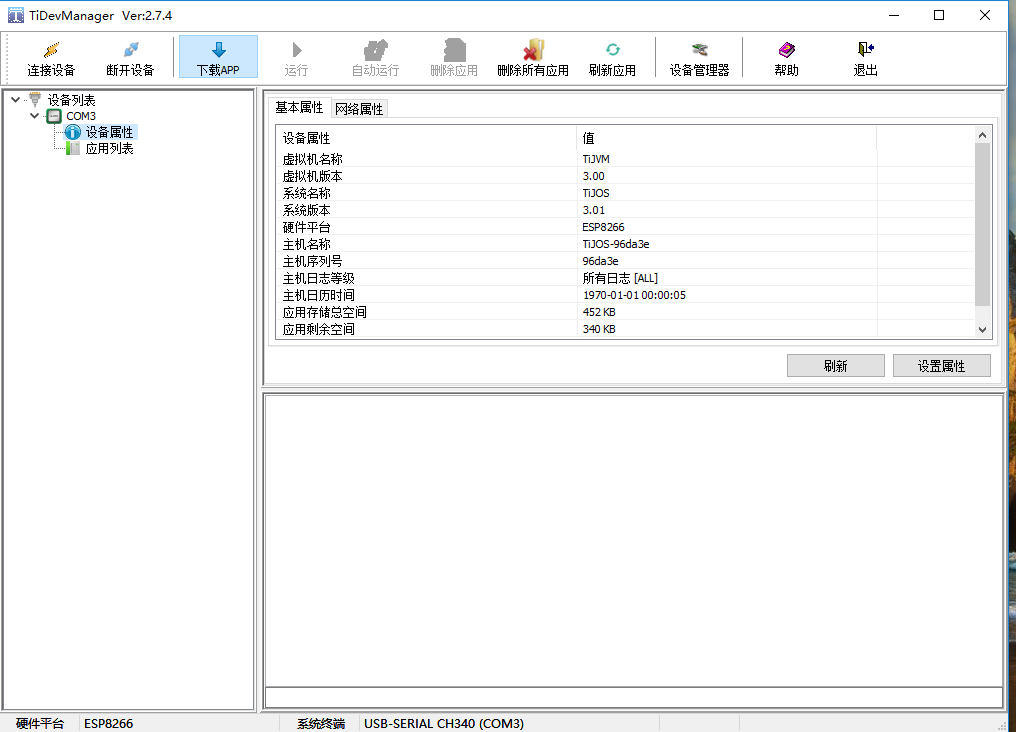 TiDevManager Ver:2.7.4
连接设备 断开设备 下载APP 运行 自动运行 删除应用 删除所有应用 刷新应用 设备管理器 帮助 退出
设备列表
COM3
设备属性
应用列表
基本属性 网络属性
设备属性 值
虚拟机名称 TiJVM
虚拟机版本 3.00
系统名称 TiJOS
系统版本 3.01
硬件平台 ESP8266
主机名称 TiJOS-96da3e
主机序列号 96da3e
主机日志等级 所有日志 [ALL]
主机日历时间 1970-01-01 00:00:05
应用存储总空间 452 KB
应用剩余空间 340 KB
刷新 设置属性
硬件平台 ESP8266 系统终端 USB-SERIAL CH340 (COM3)